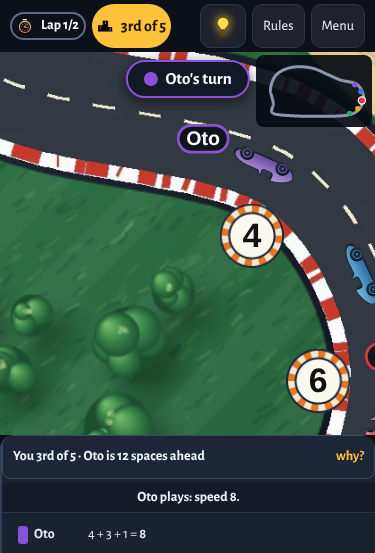 Lap 1/2
3rd of 5
Rules
Menu
Oto's turn
Oto
4
6
You 3rd of 5 · Oto is 12 spaces ahead
why?
Oto plays: speed 8.
Oto
4 + 3 + 1 = 8